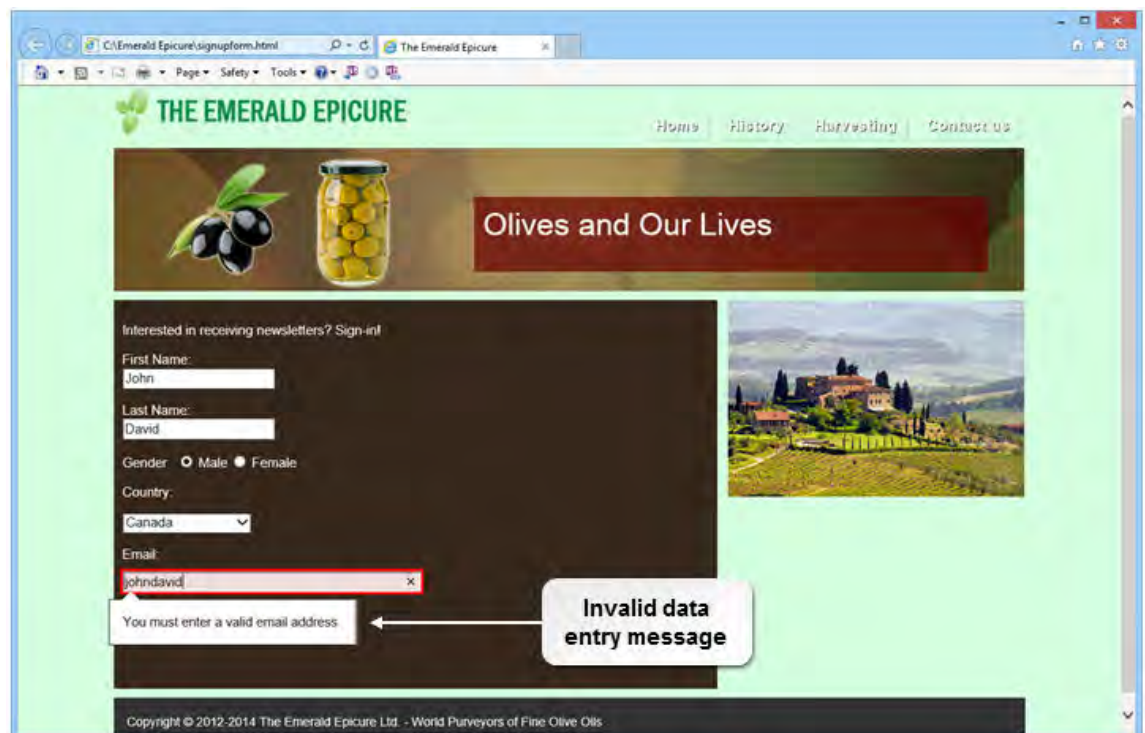 C:\Emerald Epicure\signupform.html
The Emerald Epicure
Page Safety Tools
THE EMERALD EPICURE
Home History Harvesting Contact us
Olives and Our Lives
Interested in receiving newsletters? Sign-in!
First Name:
John
Last Name:
David
Gender Male Female
Country:
Canada
Email:
johndavid
You must enter a valid email address
Invalid data
entry message
Copyright © 2012-2014 The Emerald Epicure Ltd. - World Purveyors of Fine Olive Oils